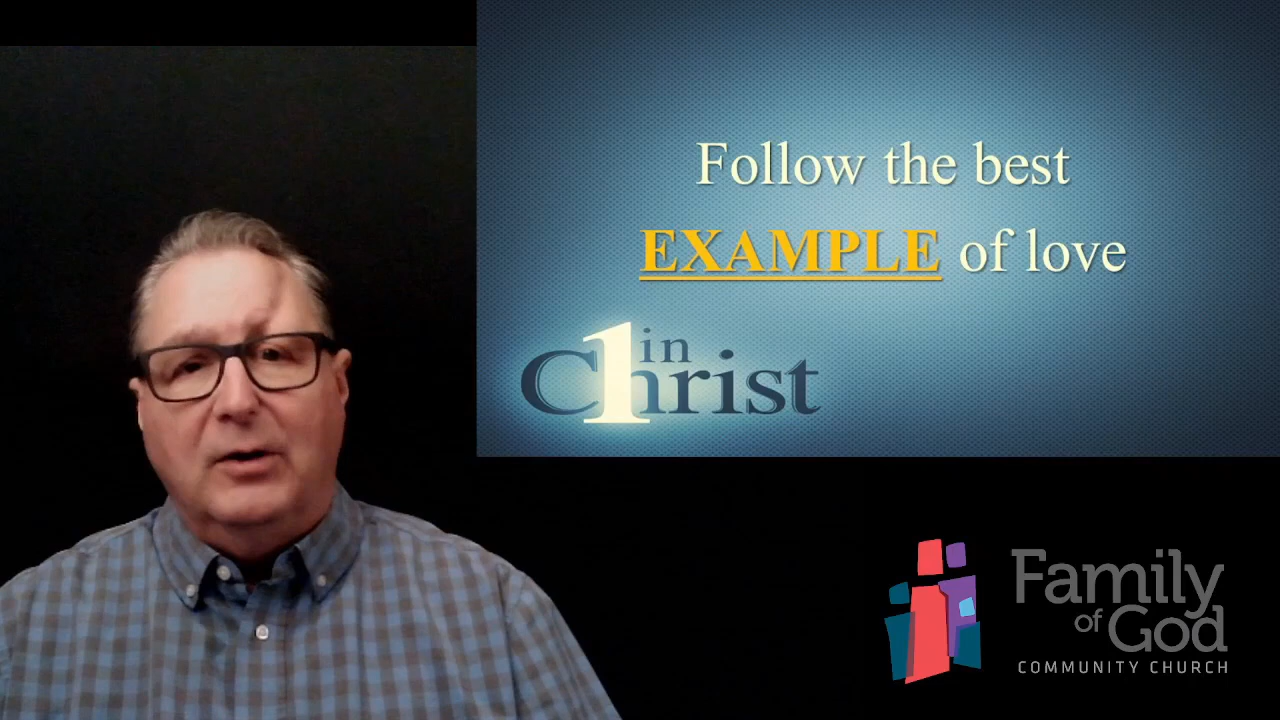 Follow the best
EXAMPLE of love
1 in
Christ
Family
of God
COMMUNITY CHURCH